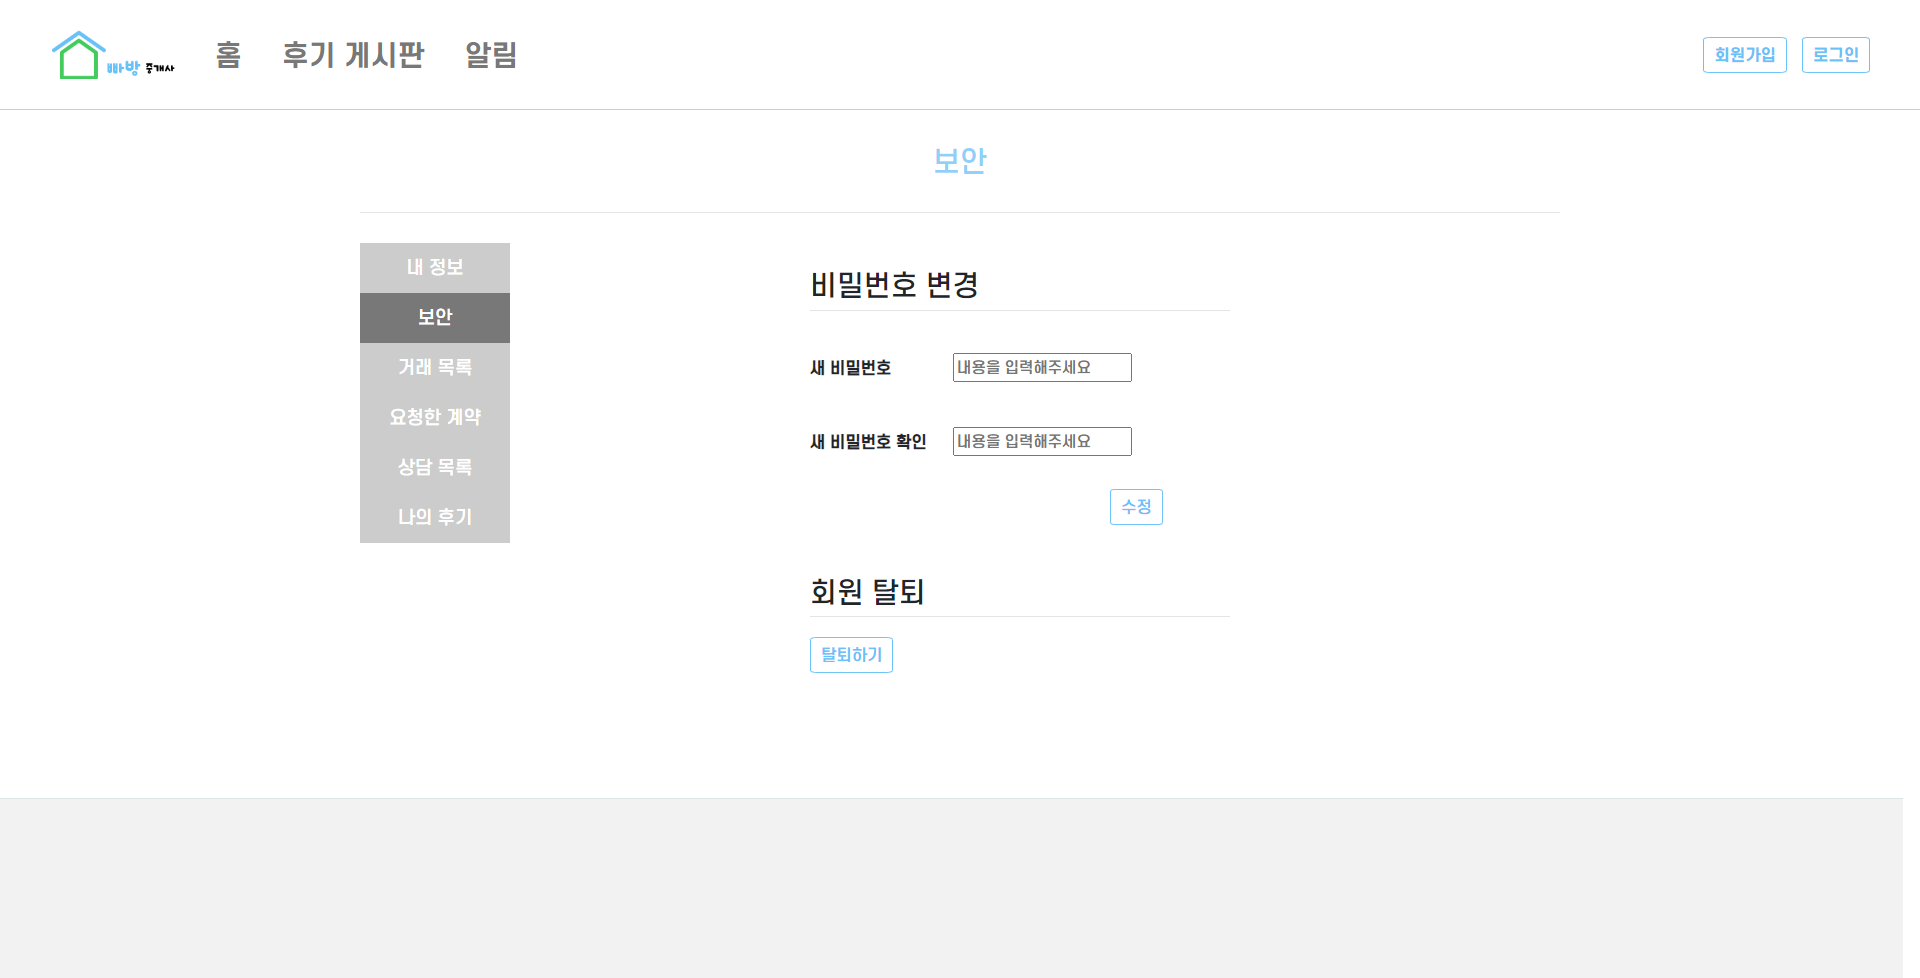 빠방 중개사 홈 후기 게시판 알림 회원가입 로그인
보안
내 정보
보안
거래 목록
요청한 계약
상담 목록
나의 후기
비밀번호 변경
새 비밀번호 내용을 입력해주세요
새 비밀번호 확인 내용을 입력해주세요
수정
회원 탈퇴
탈퇴하기